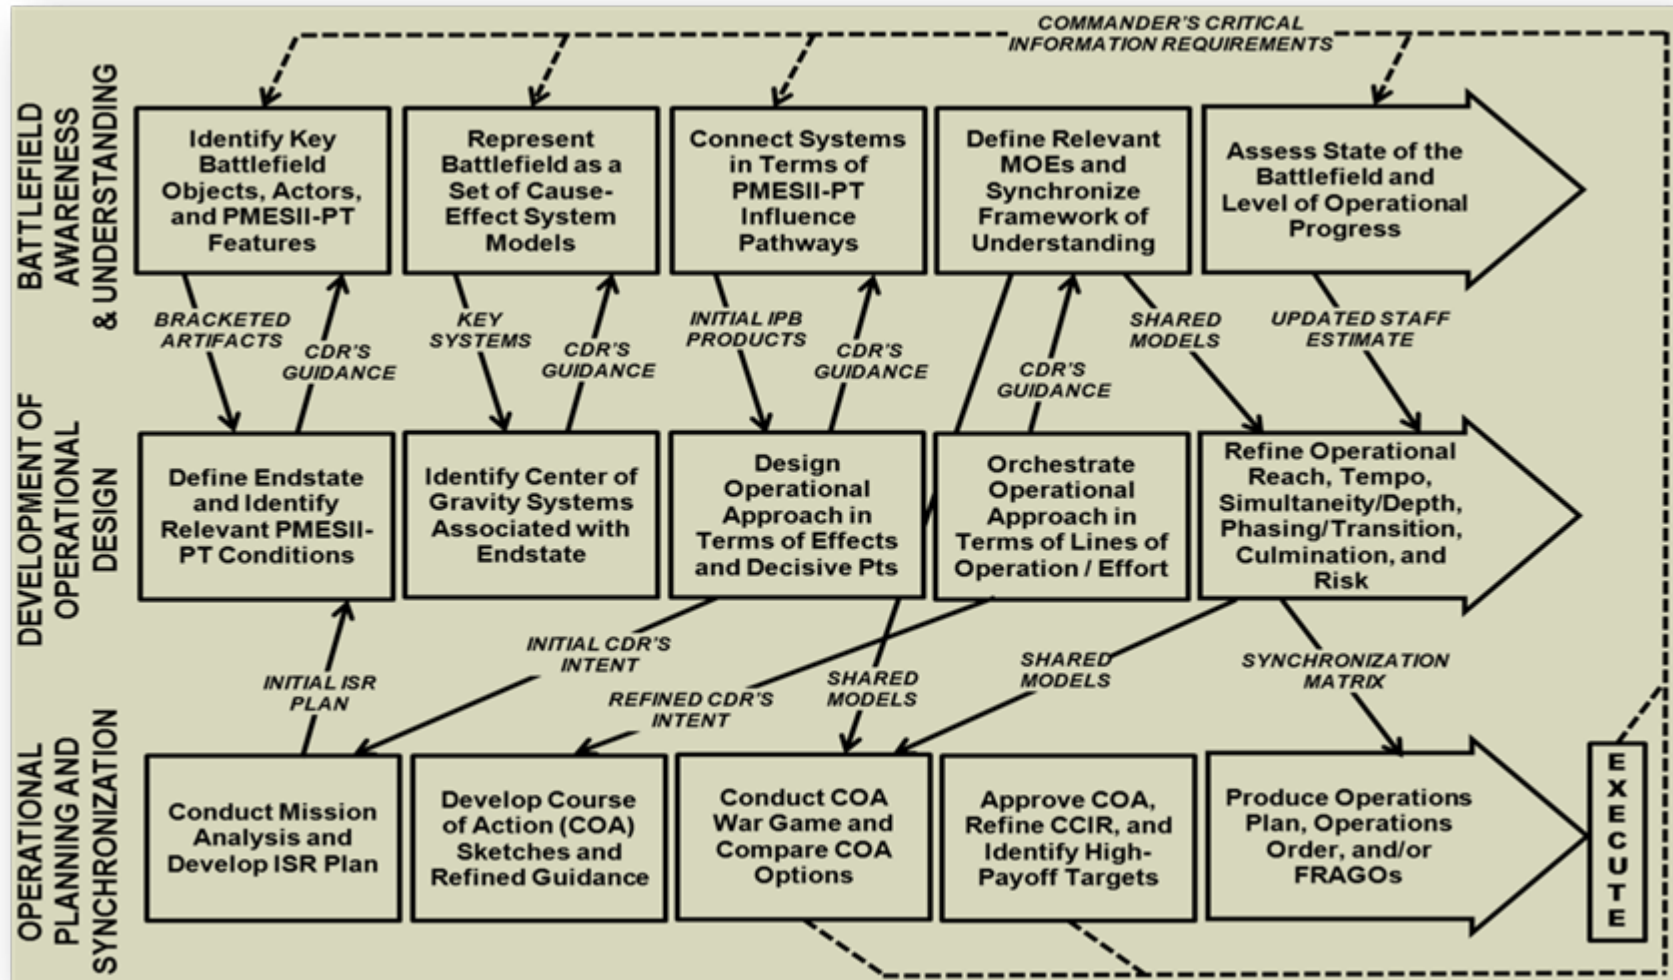 COMMANDER'S CRITICAL
INFORMATION REQUIREMENTS
BATTLEFIELD
AWARENESS
& UNDERSTANDING
Identify Key
Battlefield
Objects, Actors,
and PMESII-PT
Features
Represent
Battlefield as a
Set of Cause-
Effect System
Models
Connect Systems
in Terms of
PMESII-PT
Influence
Pathways
Define Relevant
MOEs and
Synchronize
Framework of
Understanding
Assess State of the
Battlefield and
Level of Operational
Progress
BRACKETED
ARTIFACTS
CDR'S
GUIDANCE
KEY
SYSTEMS
CDR'S
GUIDANCE
INITIAL IPB
PRODUCTS
CDR'S
GUIDANCE
CDR'S
GUIDANCE
SHARED
MODELS
UPDATED STAFF
ESTIMATE
DEVELOPMENT OF
OPERATIONAL
DESIGN
Define Endstate
and Identify
Relevant PMESII-
PT Conditions
Identify Center of
Gravity Systems
Associated with
Endstate
Design
Operational
Approach in
Terms of Effects
and Decisive Pts
Orchestrate
Operational
Approach in
Terms of Lines of
Operation / Effort
Refine Operational
Reach, Tempo,
Simultaneity/Depth,
Phasing/Transition,
Culmination, and
Risk
INITIAL ISR
PLAN
INITIAL CDR'S
INTENT
REFINED CDR'S
INTENT
SHARED
MODELS
SHARED
MODELS
SYNCHRONIZATION
MATRIX
OPERATIONAL
PLANNING AND
SYNCHRONIZATION
Conduct Mission
Analysis and
Develop ISR Plan
Develop Course
of Action (COA)
Sketches and
Refined Guidance
Conduct COA
War Game and
Compare COA
Options
Approve COA,
Refine CCIR, and
Identify High-
Payoff Targets
Produce Operations
Plan, Operations
Order, and/or
FRAGOs
EXECUTE